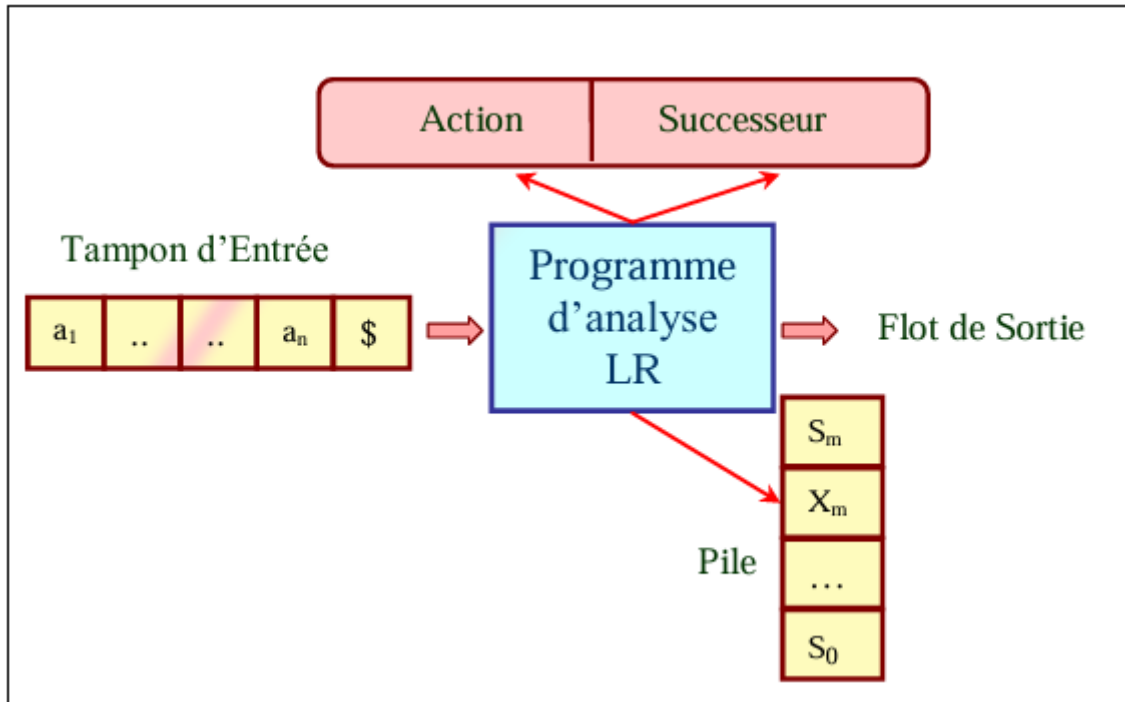 Action Successeur
Tampon d’Entrée
a₁ .. .. aₙ $
Programme
d’analyse
LR
Flot de Sortie
Sₘ
Xₘ
Pile
…
S₀